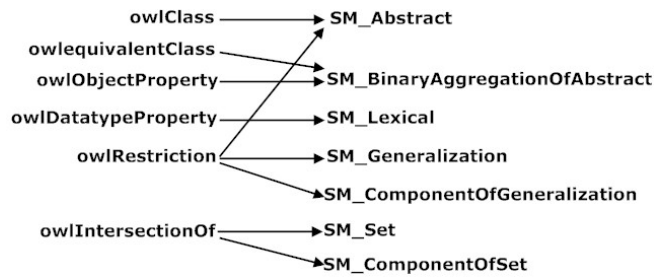 owlClass SM_Abstract
owlequivalentClass
owlObjectProperty SM_BinaryAggregationOfAbstract
owlDatatypeProperty SM_Lexical
owlRestriction SM_Generalization
SM_ComponentOfGeneralization
owlIntersectionOf SM_Set
SM_ComponentOfSet